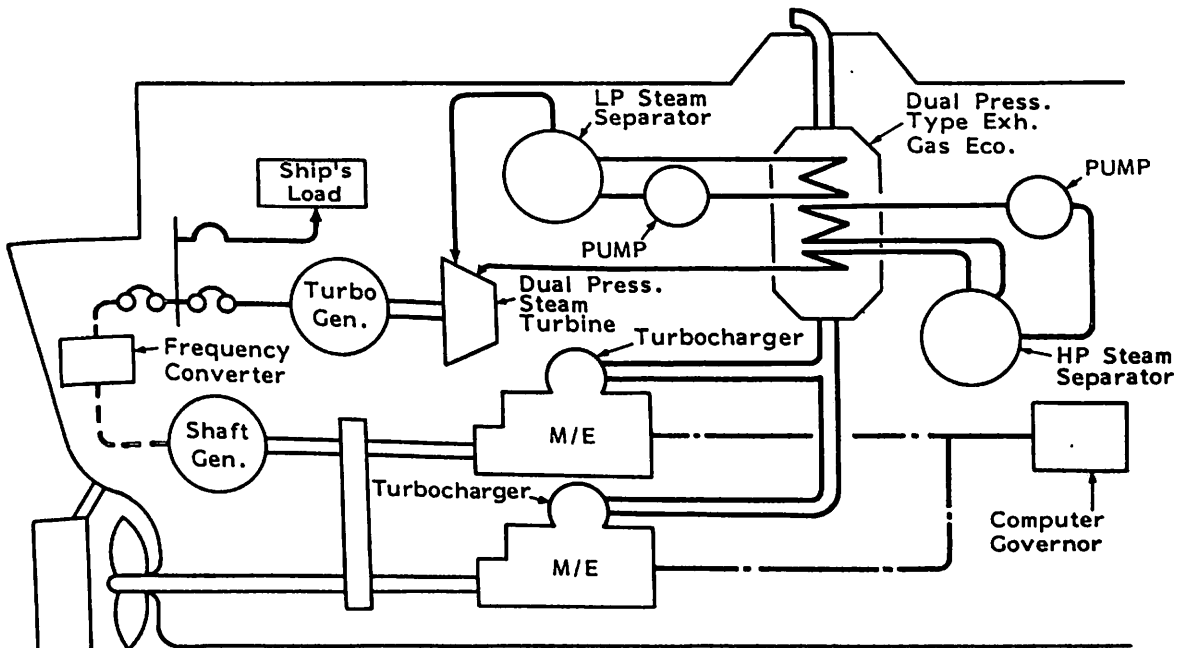 LP Steam
Separator
Dual Press.
Type Exh.
Gas Eco.
Ship's
Load
PUMP
PUMP
Turbo
Gen.
Dual Press.
Steam
Turbine
Turbocharger
Frequency
Converter
HP Steam
Separator
Shaft
Gen.
M/E
Turbocharger
Computer
Governor
M/E